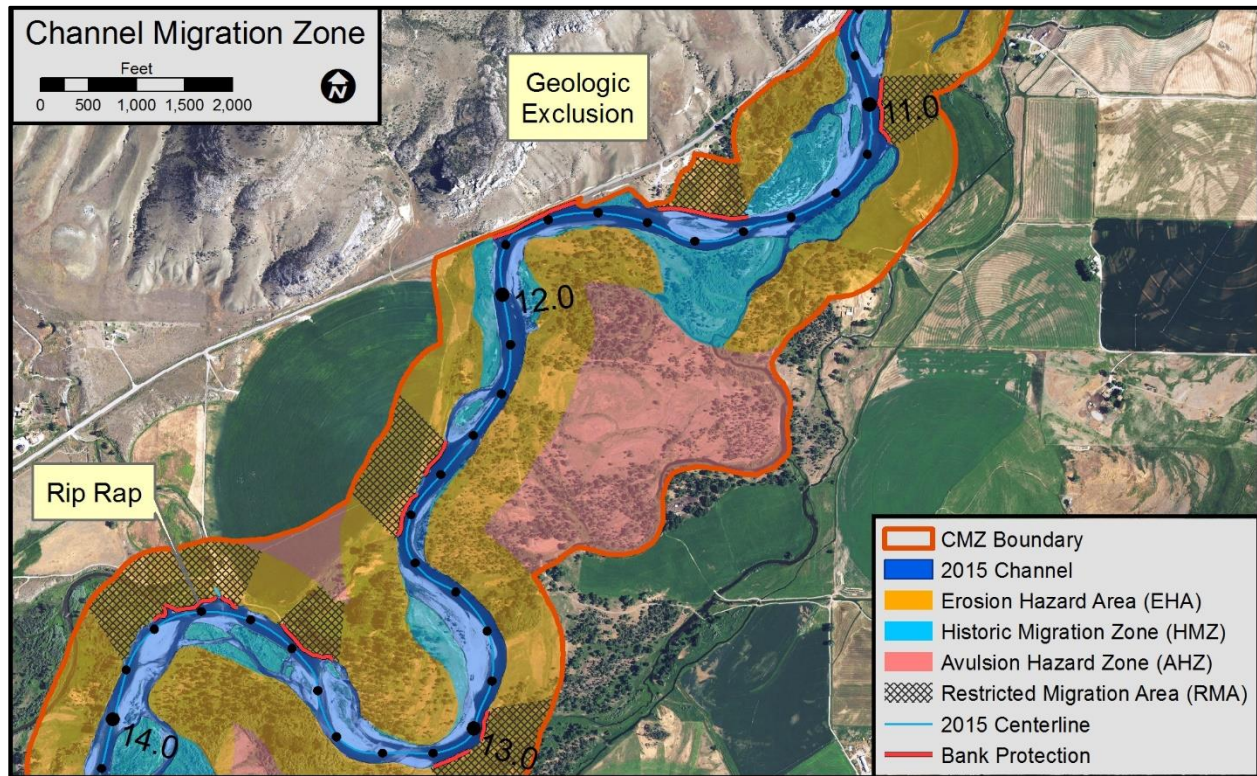 Channel Migration Zone
Feet
0 500 1,000 1,500 2,000
N
Geologic
Exclusion
11.0
12.0
Rip Rap
13.0
14.0
CMZ Boundary
2015 Channel
Erosion Hazard Area (EHA)
Historic Migration Zone (HMZ)
Avulsion Hazard Zone (AHZ)
Restricted Migration Area (RMA)
2015 Centerline
Bank Protection